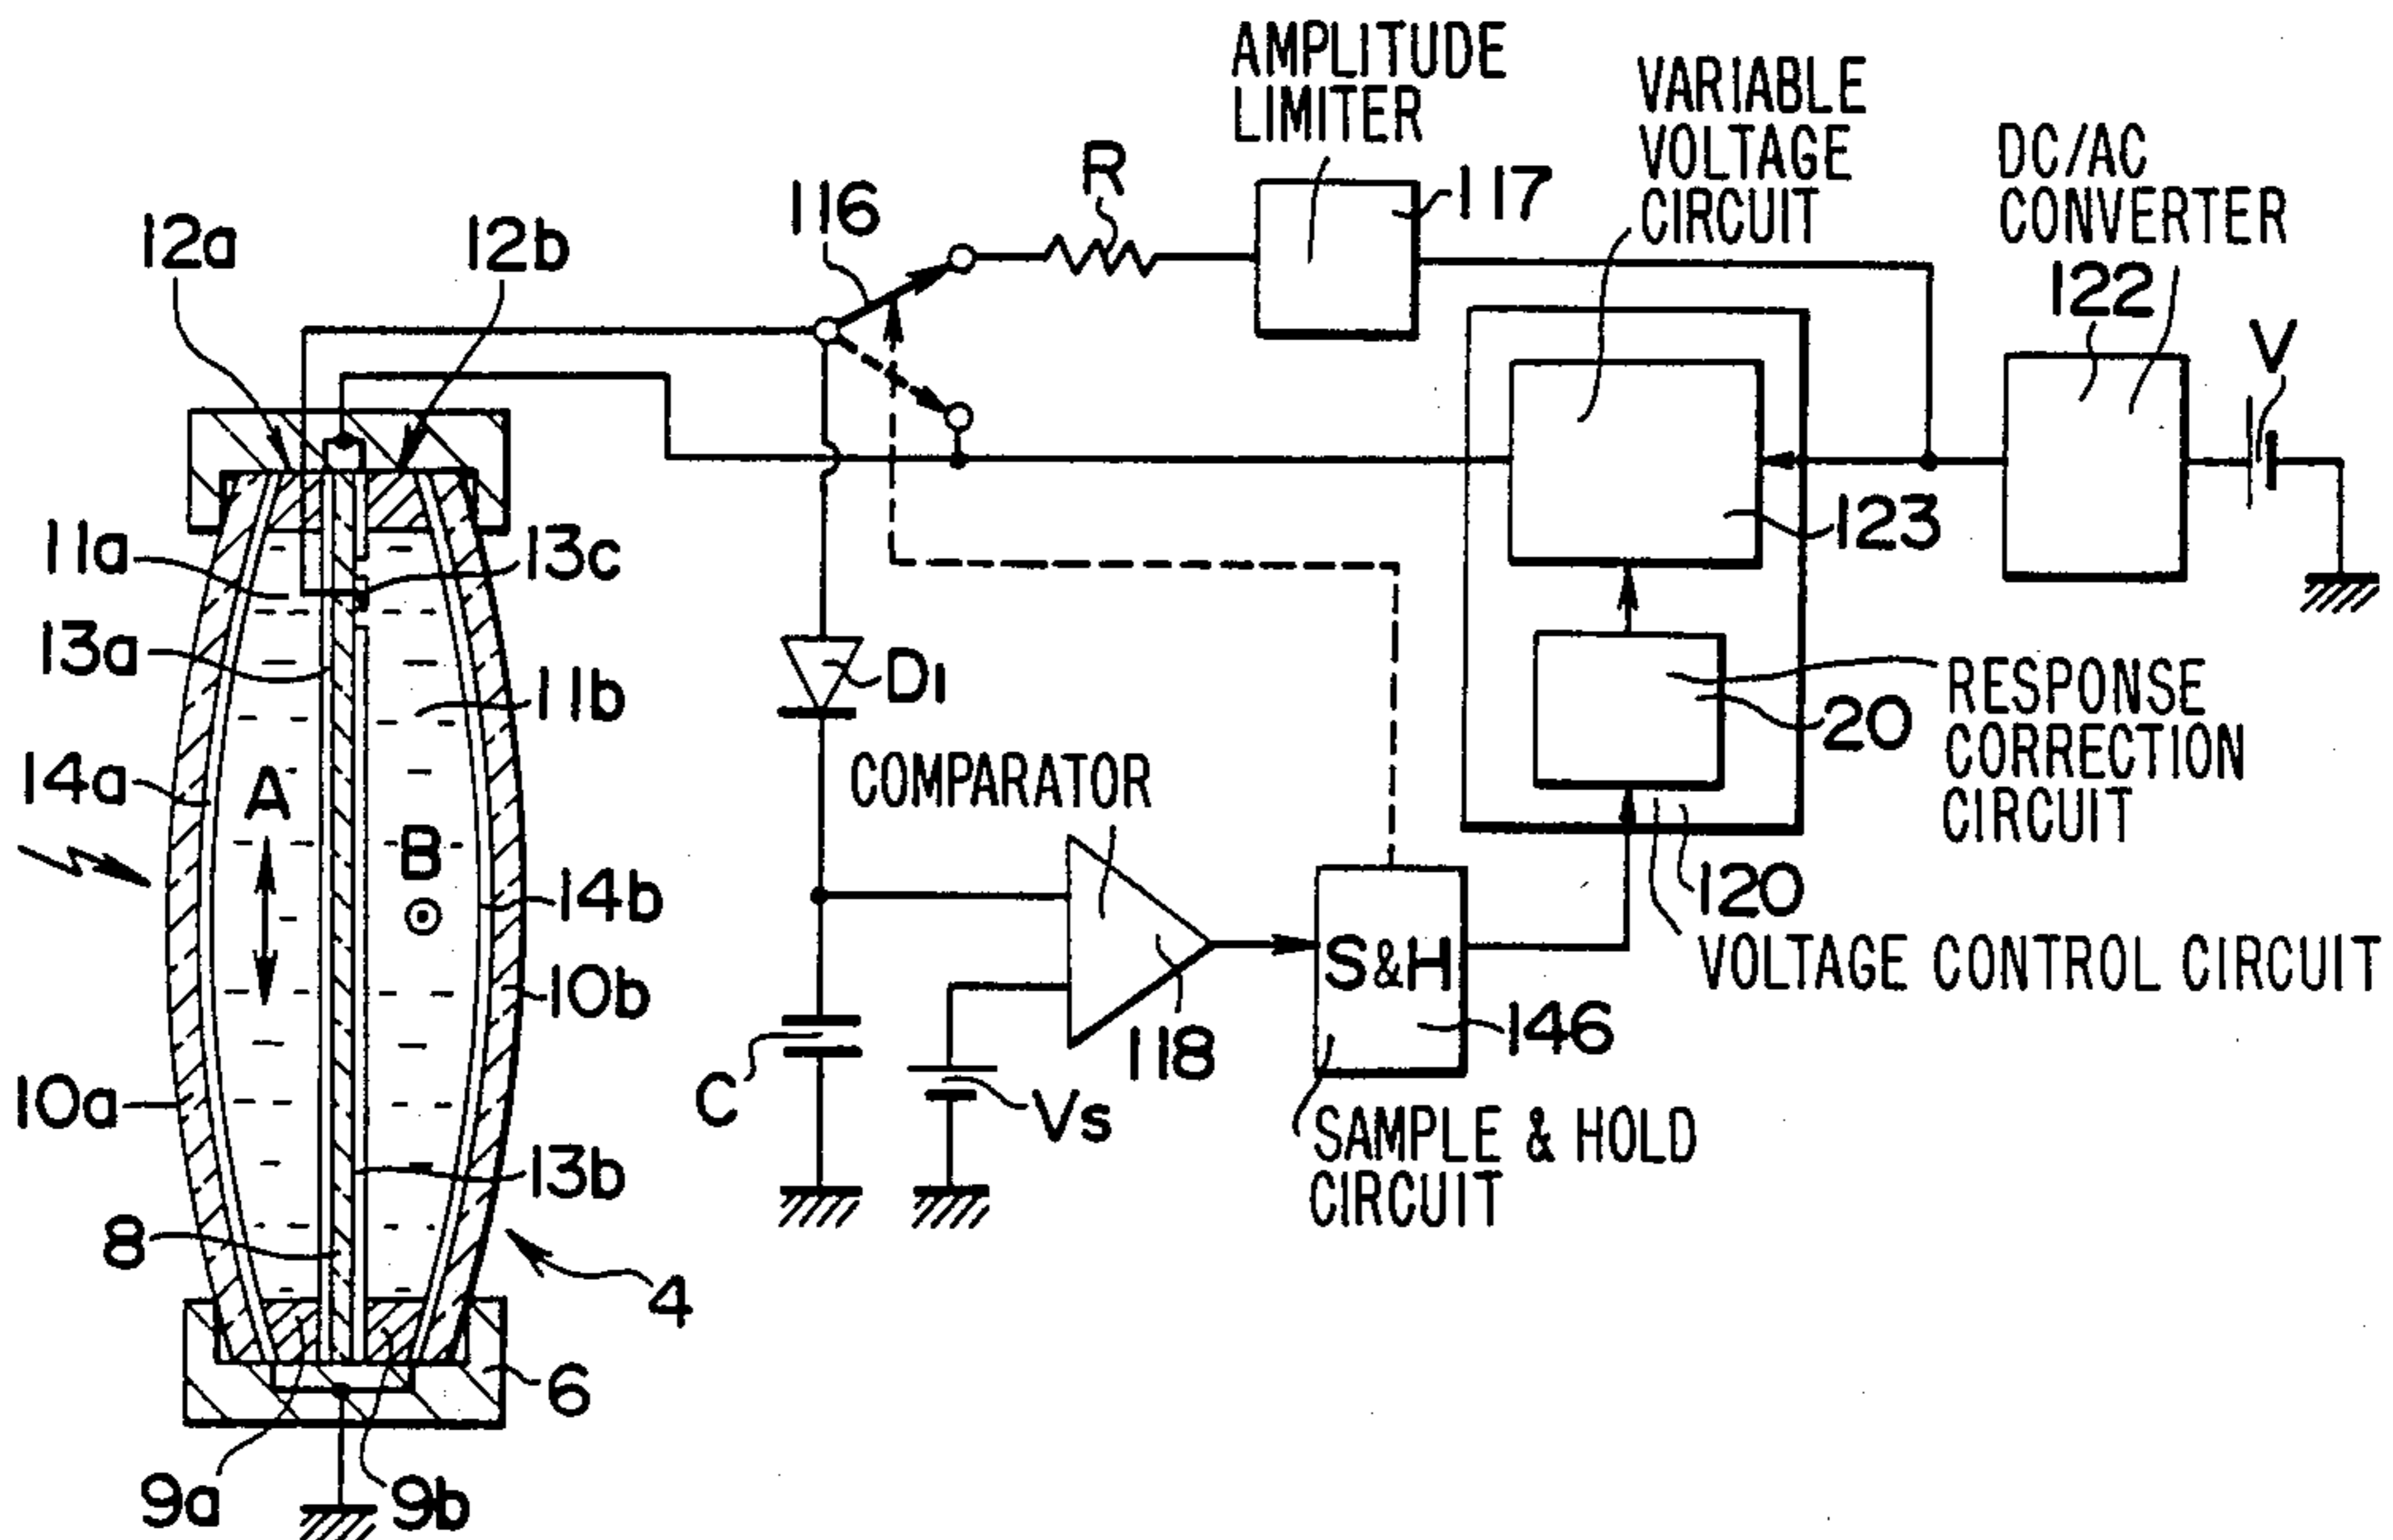 AMPLITUDE
LIMITER
VARIABLE
VOLTAGE
CIRCUIT
DC/AC
CONVERTER
R
117
116
12a
12b
122
V
11a
13c
123
13a
11b
D1
20
RESPONSE
CORRECTION
CIRCUIT
14a
A
COMPARATOR
B
14b
120
VOLTAGE CONTROL CIRCUIT
S&H
10b
146
118
10a
C
Vs
SAMPLE & HOLD
CIRCUIT
13b
8
4
6
9a
9b